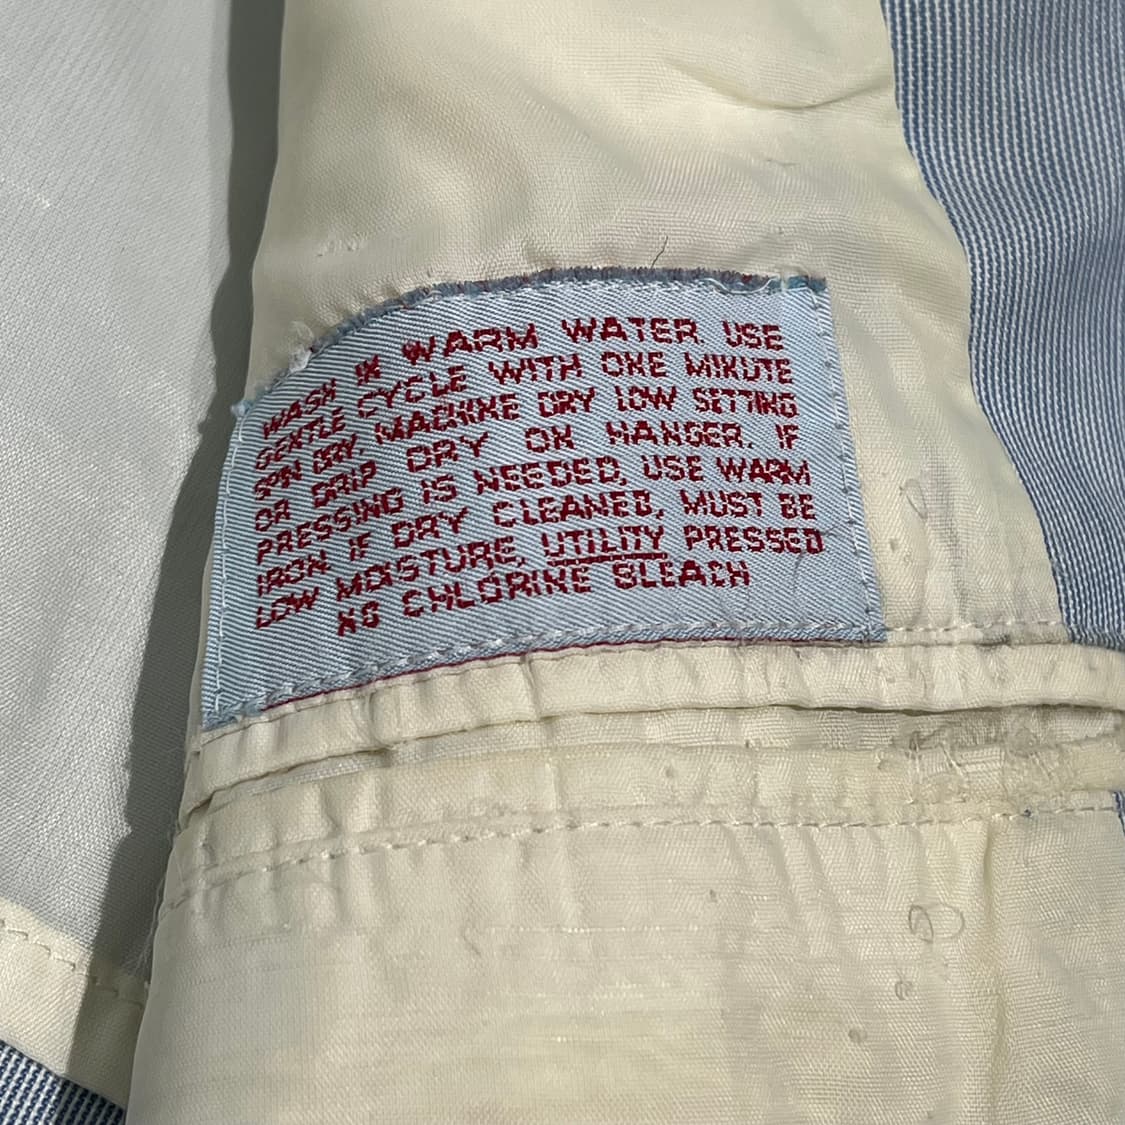 WASH IN WARM WATER USE
GENTLE CYCLE WITH ONE MINUTE
SPIN DRY, MACHINE DRY LOW SETTING
OR DRIP DRY ON HANGER. IF
PRESSING IS NEEDED, USE WARM
IRON. IF DRY CLEANED, MUST BE
LOW MOISTURE, UTILITY PRESSED
NO CHLORINE BLEACH